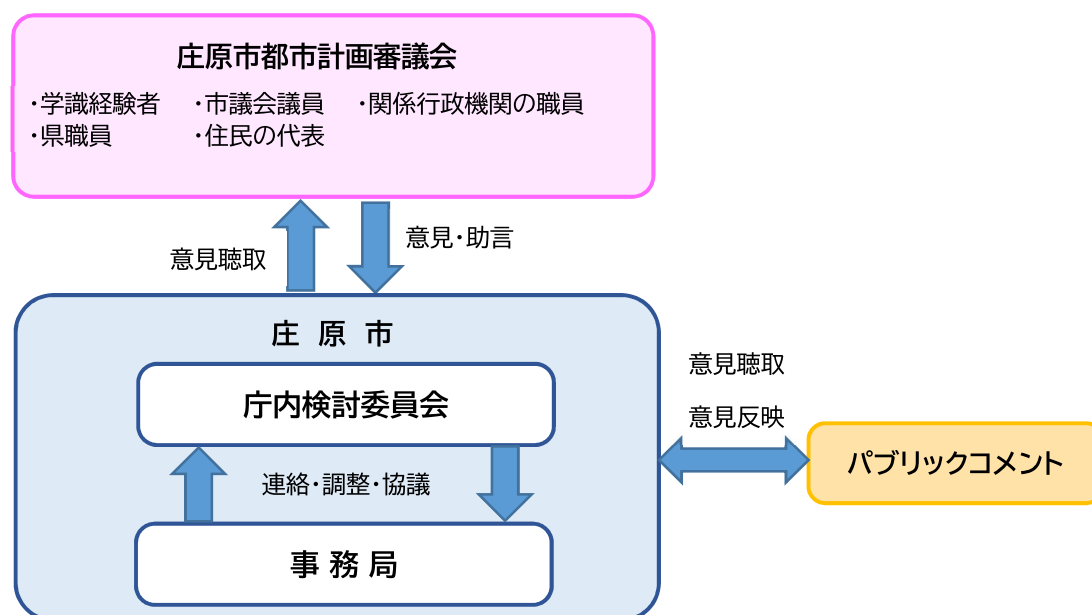 庄原市都市計画審議会
・学識経験者 ・市議会議員 ・関係行政機関の職員
・県職員 ・住民の代表
意見聴取
意見・助言
庄 原 市
庁内検討委員会
連絡・調整・協議
事 務 局
意見聴取
意見反映
パブリックコメント